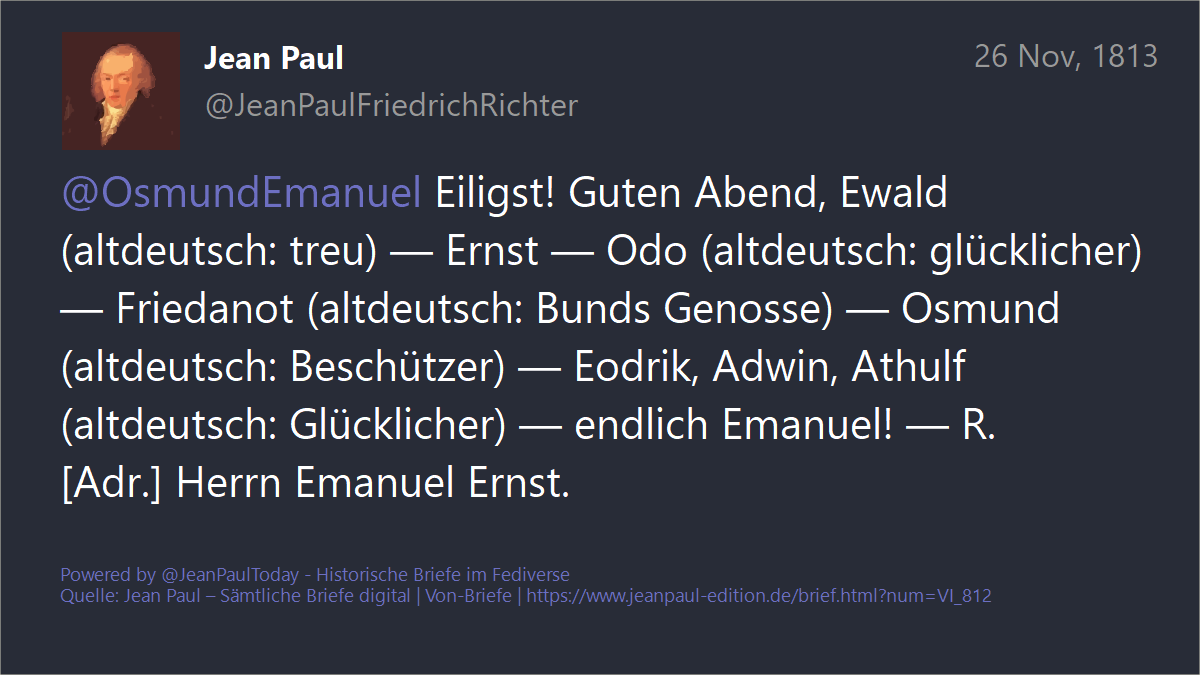 Jean Paul
26 Nov, 1813
@JeanPaulFriedrichRichter
@OsmundEmanuel Eiligst! Guten Abend, Ewald
(altdeutsch: treu) — Ernst — Odo (altdeutsch: glücklicher)
— Friedanot (altdeutsch: Bunds Genosse) — Osmund
(altdeutsch: Beschützer) — Eodrik, Adwin, Athulf
(altdeutsch: Glücklicher) — endlich Emanuel! — R.
[Adr.] Herrn Emanuel Ernst.
Powered by @JeanPaulToday - Historische Briefe im Fediverse
Quelle: Jean Paul – Sämtliche Briefe digital | Von-Briefe | https://www.jeanpaul-edition.de/brief.html?num=VI_812